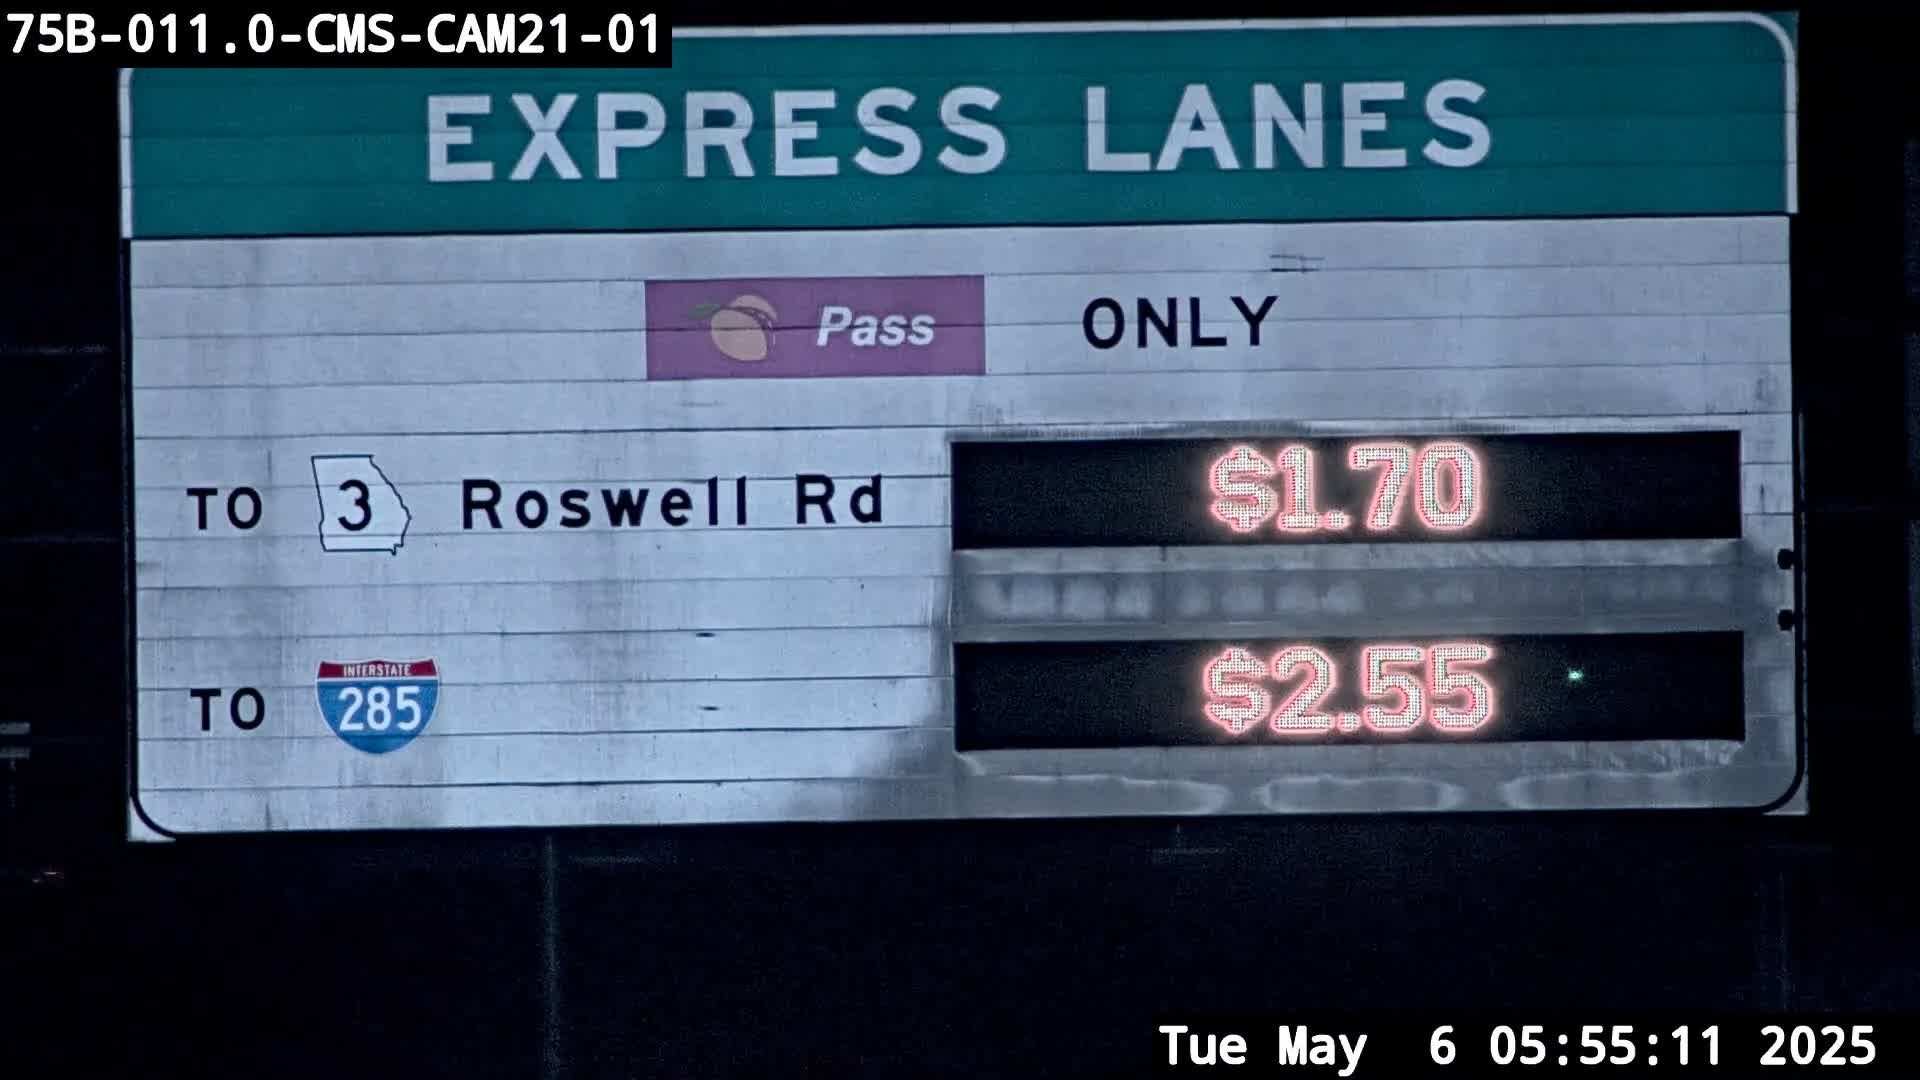 75B-011.0-CMS-CAM21-01
EXPRESS LANES
Pass ONLY
TO 3 Roswell Rd $1.70
INTERSTATE
TO 285 $2.55
Tue May 6 05:55:11 2025